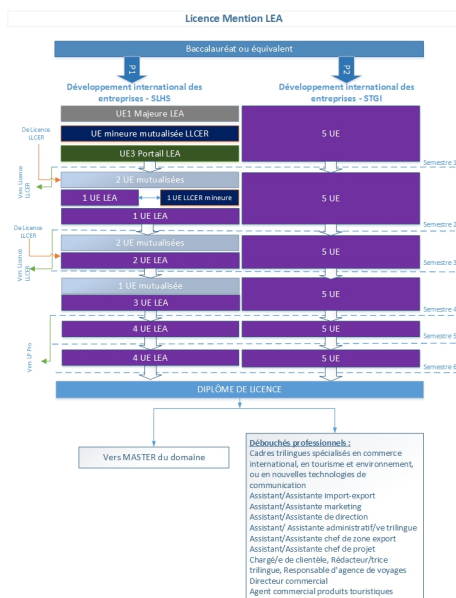 Licence Mention LEA
Baccalauréat ou équivalent
P1
P2
Développement international des
entreprises - SLHS
Développement international des
entreprises - STGI
UE1 Majeure LEA
UE mineure mutualisée LLCER
UE3 Portail LEA
5 UE
Semestre 1
De Licence
LLCER
Vers Licence
LLCER
2 UE mutualisées
1 UE LEA
1 UE LLCER mineure
1 UE LEA
5 UE
Semestre 2
De Licence
LLCER
Vers Licence
LLCER
2 UE mutualisées
2 UE LEA
5 UE
Semestre 3
1 UE mutualisée
3 UE LEA
5 UE
Semestre 4
4 UE LEA
5 UE
Semestre 5
Vers LP Pro
4 UE LEA
5 UE
Semestre 6
DIPLÔME DE LICENCE
Vers MASTER du domaine
Débouchés professionnels :
Cadres trilingues spécialisés en commerce
international, en tourisme et environnement,
ou en nouvelles technologies de
communication
Assistant/Assistante import-export
Assistant/Assistante marketing
Assistant/Assistante de direction
Assistant/ Assistante administratif/ve trilingue
Assistant/Assistante chef de zone export
Assistant/Assistante chef de projet
Chargé/e de clientèle, Rédacteur/trice
trilingue, Responsable d'agence de voyages
Directeur commercial
Agent commercial produits touristiques